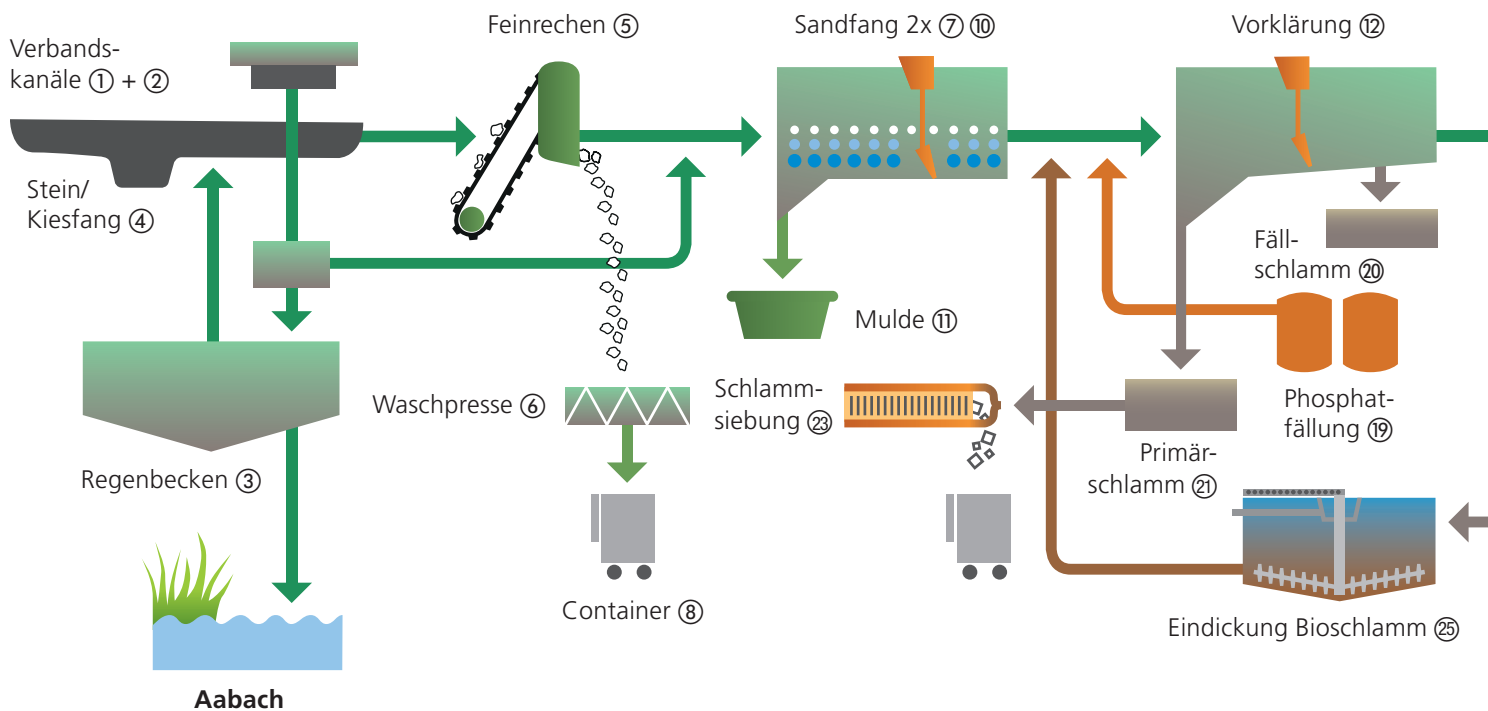 Feinrechen ⑤
Sandfang 2x ⑦ ⑩
Vorklärung ⑫
Verbands-
kanäle ① + ②
Stein/
Kiesfang ④
Fäll-
schlamm ⑳
Mulde ⑪
Waschpresse ⑥
Schlamm-
siebung ㉓
Phosphat-
fällung ⑲
Primär-
schlamm ㉑
Regenbecken ③
Container ⑧
Eindickung Bioschlamm ㉕
Aabach